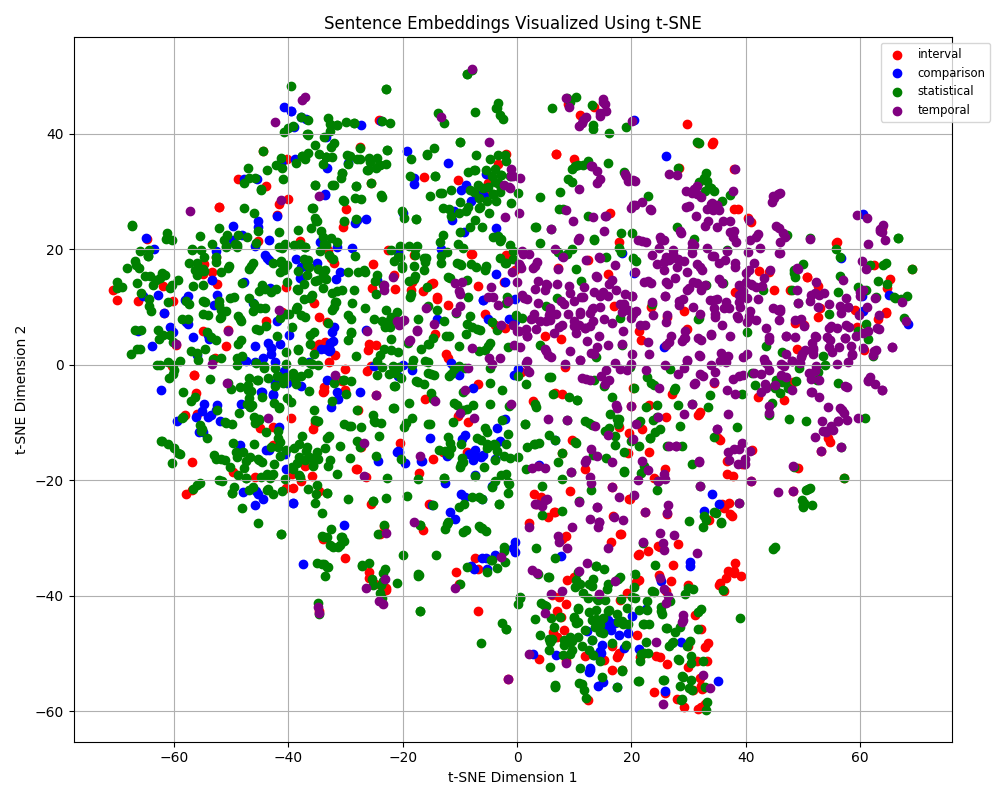 Sentence Embeddings Visualized Using t-SNE
interval
comparison
statistical
temporal
t-SNE Dimension 2
40
20
0
−20
−40
−60
−60 −40 −20 0 20 40 60
t-SNE Dimension 1